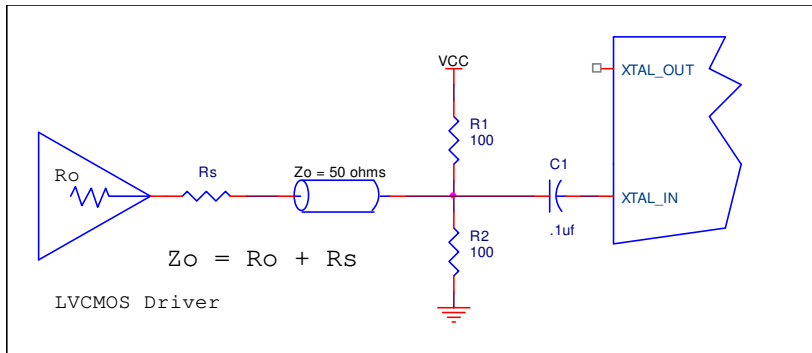 VCC
XTAL_OUT
R1
100
Ro
Rs
Zo = 50 ohms
C1
XTAL_IN
.1uf
R2
100
Zo = Ro + Rs
LVCMOS Driver